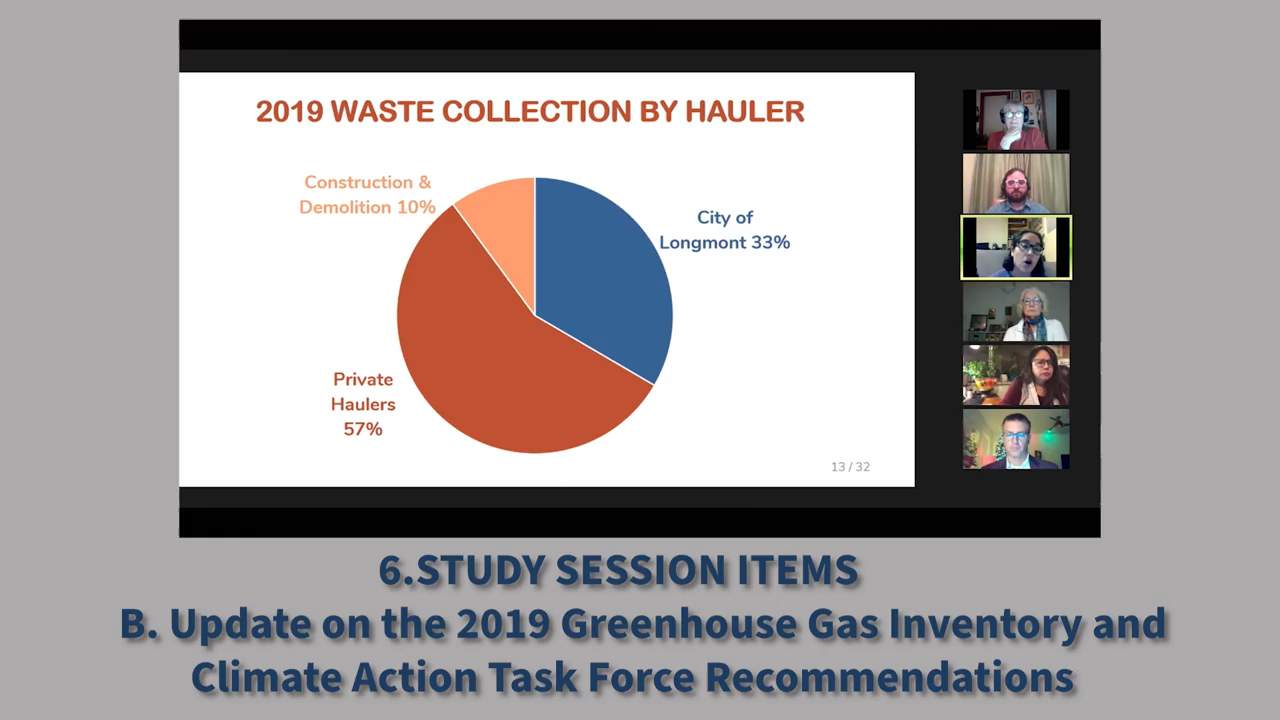 2019 WASTE COLLECTION BY HAULER
Construction &
Demolition 10%
City of
Longmont 33%
Private
Haulers
57%
13 / 32
6.STUDY SESSION ITEMS
B. Update on the 2019 Greenhouse Gas Inventory and
Climate Action Task Force Recommendations